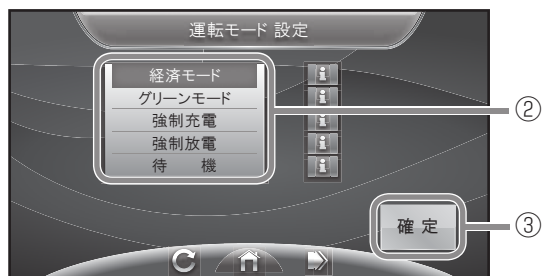 運転モード 設定
経済モード
グリーンモード
強制充電
強制放電
待 機
②
確 定
③